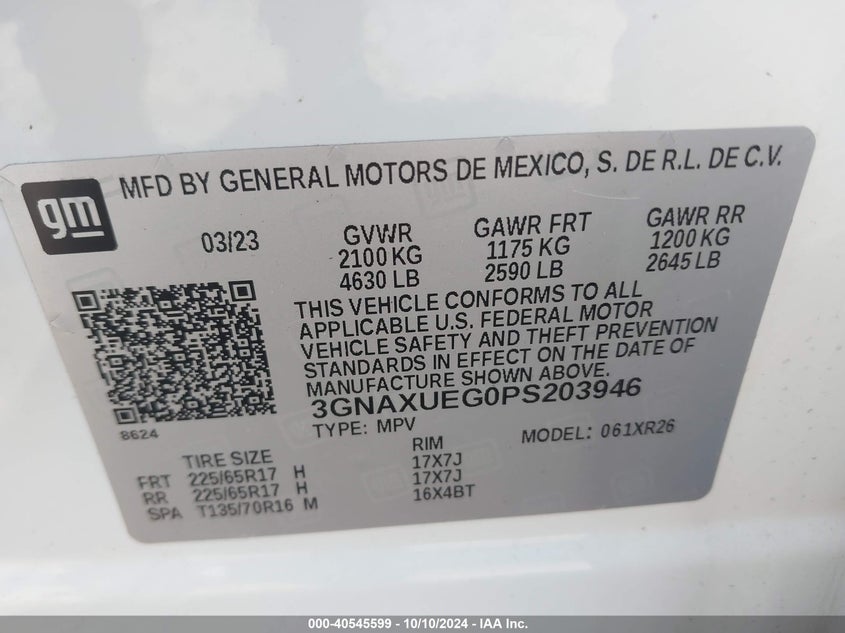 gm
MFD BY GENERAL MOTORS DE MEXICO, S. DE R.L. DE C.V.
03/23
GVWR
2100 KG
4630 LB
GAWR FRT
1175 KG
2590 LB
GAWR RR
1200 KG
2645 LB
THIS VEHICLE CONFORMS TO ALL
APPLICABLE U.S. FEDERAL MOTOR
VEHICLE SAFETY AND THEFT PREVENTION
STANDARDS IN EFFECT ON THE DATE OF
MANUFACTURE SHOWN ABOVE.
3GNAXUEG0PS203946
8624
TYPE: MPV
MODEL: 061XR26
TIRE SIZE RIM
FRT 225/65R17 H 17X7J
RR 225/65R17 H 17X7J
SPA T135/70R16 M 16X4BT
000-40545599 - 10/10/2024 - IAA Inc.